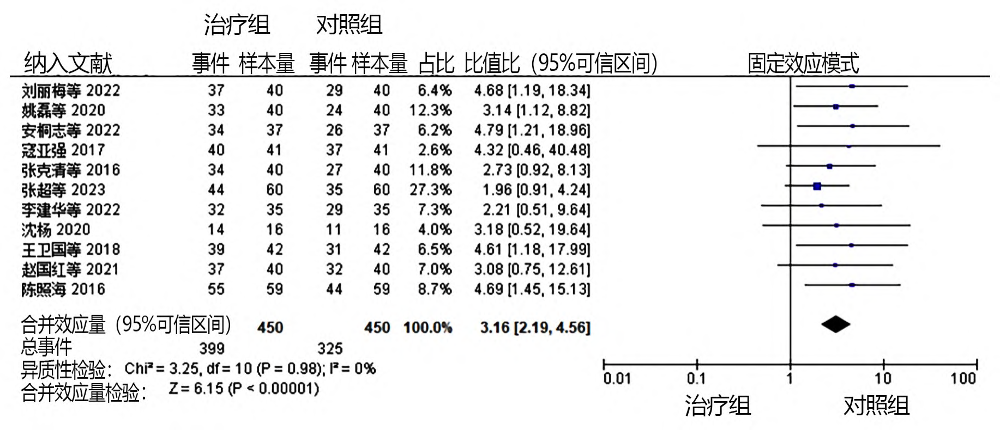 治疗组 对照组
纳入文献 事件 样本量 事件 样本量 占比 比值比（95%可信区间） 固定效应模式
刘丽梅等 2022 37 40 29 40 6.4% 4.68 [1.19, 18.34]
姚磊等 2020 33 40 24 40 12.3% 3.14 [1.12, 8.82]
安桐志等 2022 34 37 26 37 6.2% 4.79 [1.21, 18.96]
寇亚强 2017 40 41 37 41 2.6% 4.32 [0.46, 40.48]
张克清等 2016 34 40 27 40 11.8% 2.73 [0.92, 8.13]
张超等 2023 44 60 35 60 27.3% 1.96 [0.91, 4.24]
李建华等 2022 32 35 29 35 7.3% 2.21 [0.51, 9.64]
沈杨 2020 14 16 11 16 4.0% 3.18 [0.52, 19.64]
王卫国等 2018 39 42 31 42 6.5% 4.61 [1.18, 17.99]
赵国红等 2021 37 40 32 40 7.0% 3.08 [0.75, 12.61]
陈照海 2016 55 59 44 59 8.7% 4.69 [1.45, 15.13]
合并效应量（95%可信区间） 450 450 100.0% 3.16 [2.19, 4.56]
总事件 399 325
异质性检验： Chi² = 3.25, df = 10 (P = 0.98); I² = 0%
合并效应量检验： Z = 6.15 (P < 0.00001)
0.01 0.1 1 10 100
治疗组 对照组